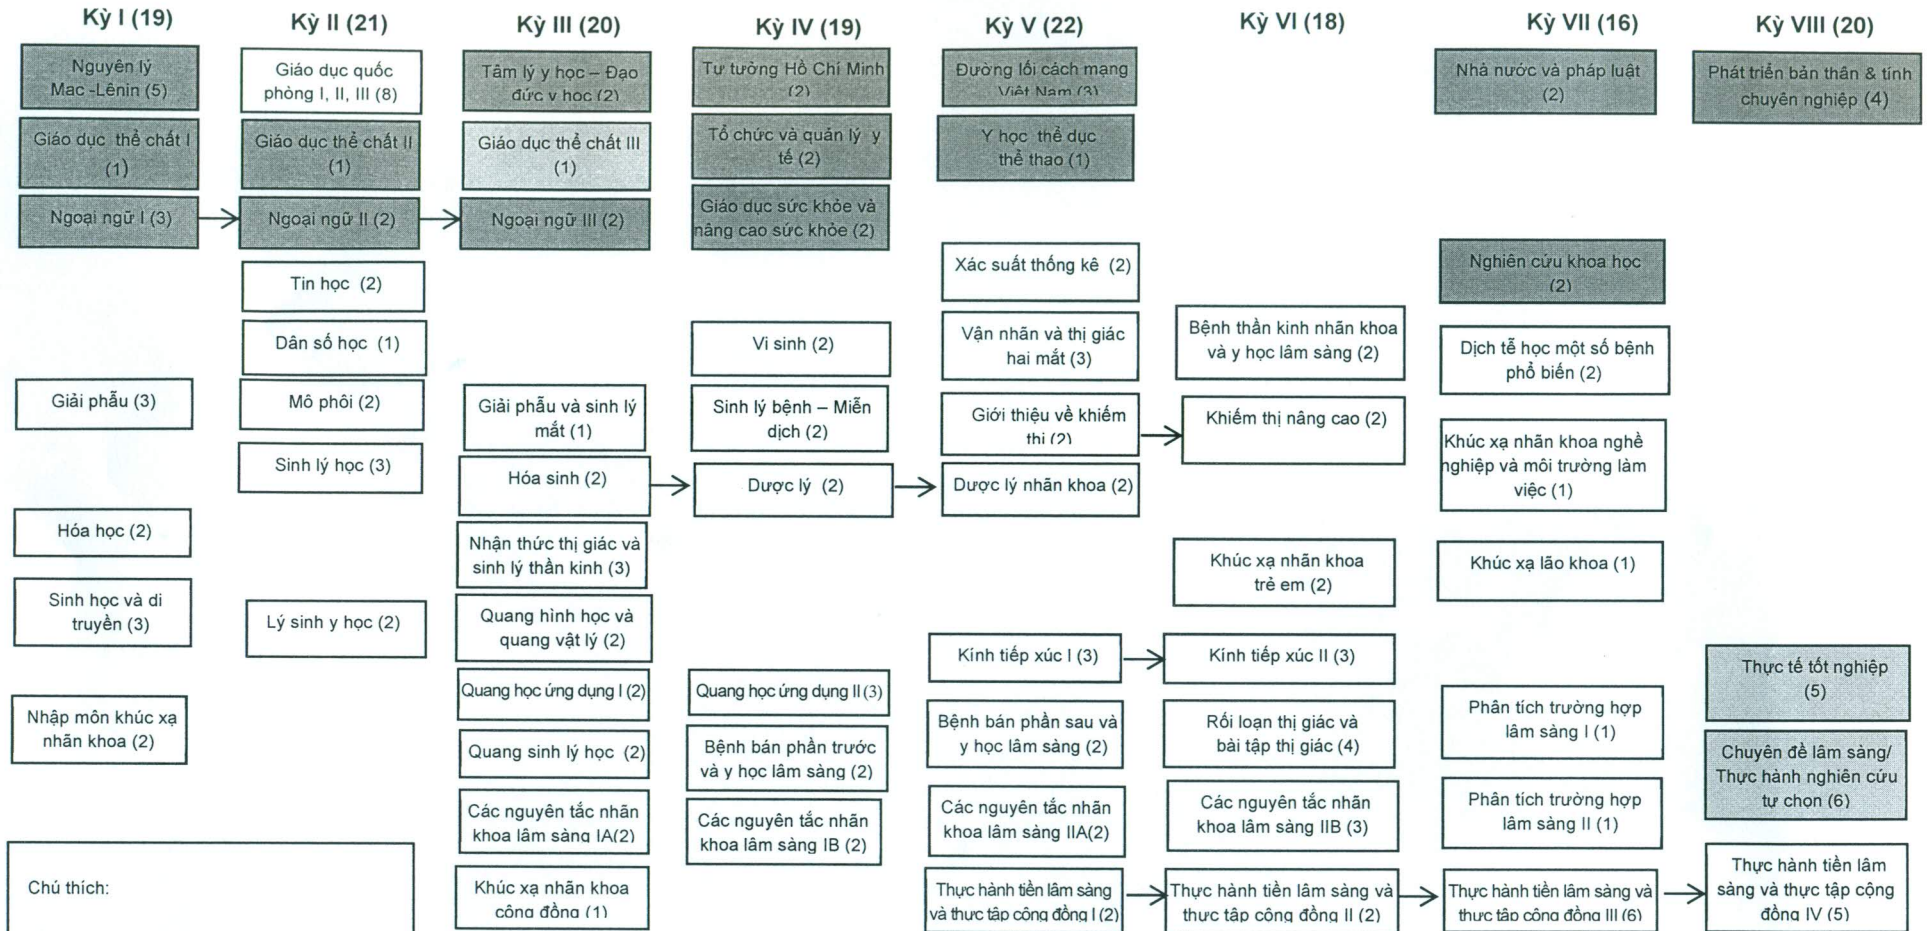 Kỳ I (19)
Kỳ II (21)
Kỳ III (20)
Kỳ IV (19)
Kỳ V (22)
Kỳ VI (18)
Kỳ VII (16)
Kỳ VIII (20)
Nguyên lý
Mac -Lênin (5)
Giáo dục thể chất I
(1)
Ngoại ngữ I (3)
Giải phẫu (3)
Hóa học (2)
Sinh học và di
truyền (3)
Nhập môn khúc xạ
nhãn khoa (2)
Chú thích:
Giáo dục quốc
phòng I, II, III (8)
Giáo dục thể chất II
(1)
Ngoại ngữ II (2)
Tin học (2)
Dân số học (1)
Mô phôi (2)
Sinh lý học (3)
Lý sinh y học (2)
Tâm lý y học – Đạo
đức y học (2)
Giáo dục thể chất III
(1)
Ngoại ngữ III (2)
Giải phẫu và sinh lý
mắt (1)
Hóa sinh (2)
Nhận thức thị giác và
sinh lý thần kinh (3)
Quang hình học và
quang vật lý (2)
Quang học ứng dụng I (2)
Quang sinh lý học (2)
Các nguyên tắc nhãn
khoa lâm sàng IA(2)
Khúc xạ nhãn khoa
công đồng (1)
Tư tưởng Hồ Chí Minh
(2)
Tổ chức và quản lý y
tế (2)
Giáo dục sức khỏe và
nâng cao sức khỏe (2)
Vi sinh (2)
Sinh lý bệnh – Miễn
dịch (2)
Dược lý (2)
Quang học ứng dụng II (3)
Bệnh bán phần trước
và y học lâm sàng (2)
Các nguyên tắc nhãn
khoa lâm sàng IB (2)
Đường lối cách mạng
Việt Nam (3)
Y học thể dục
thể thao (1)
Xác suất thống kê (2)
Vận nhãn và thị giác
hai mắt (3)
Giới thiệu về khiếm
thị (2)
Dược lý nhãn khoa (2)
Kính tiếp xúc I (3)
Bệnh bán phần sau và
y học lâm sàng (2)
Các nguyên tắc nhãn
khoa lâm sàng IIA(2)
Thực hành tiền lâm sàng
và thực tập cộng đồng I (2)
Bệnh thần kinh nhãn khoa
và y học lâm sàng (2)
Khiếm thị nâng cao (2)
Khúc xạ nhãn khoa
trẻ em (2)
Kính tiếp xúc II (3)
Rối loạn thị giác và
bài tập thị giác (4)
Các nguyên tắc nhãn
khoa lâm sàng IIB (3)
Thực hành tiền lâm sàng và
thực tập cộng đồng II (2)
Nhà nước và pháp luật
(2)
Nghiên cứu khoa học
(2)
Dịch tễ học một số bệnh
phổ biến (2)
Khúc xạ nhãn khoa nghề
nghiệp và môi trường làm
việc (1)
Khúc xạ lão khoa (1)
Phân tích trường hợp
lâm sàng I (1)
Phân tích trường hợp
lâm sàng II (1)
Thực hành tiền lâm sàng và
thực tập cộng đồng III (6)
Phát triển bản thân & tính
chuyên nghiệp (4)
Thực tế tốt nghiệp
(5)
Chuyên đề lâm sàng/
Thực hành nghiên cứu
tự chọn (6)
Thực hành tiền lâm
sàng và thực tập cộng
đồng IV (5)